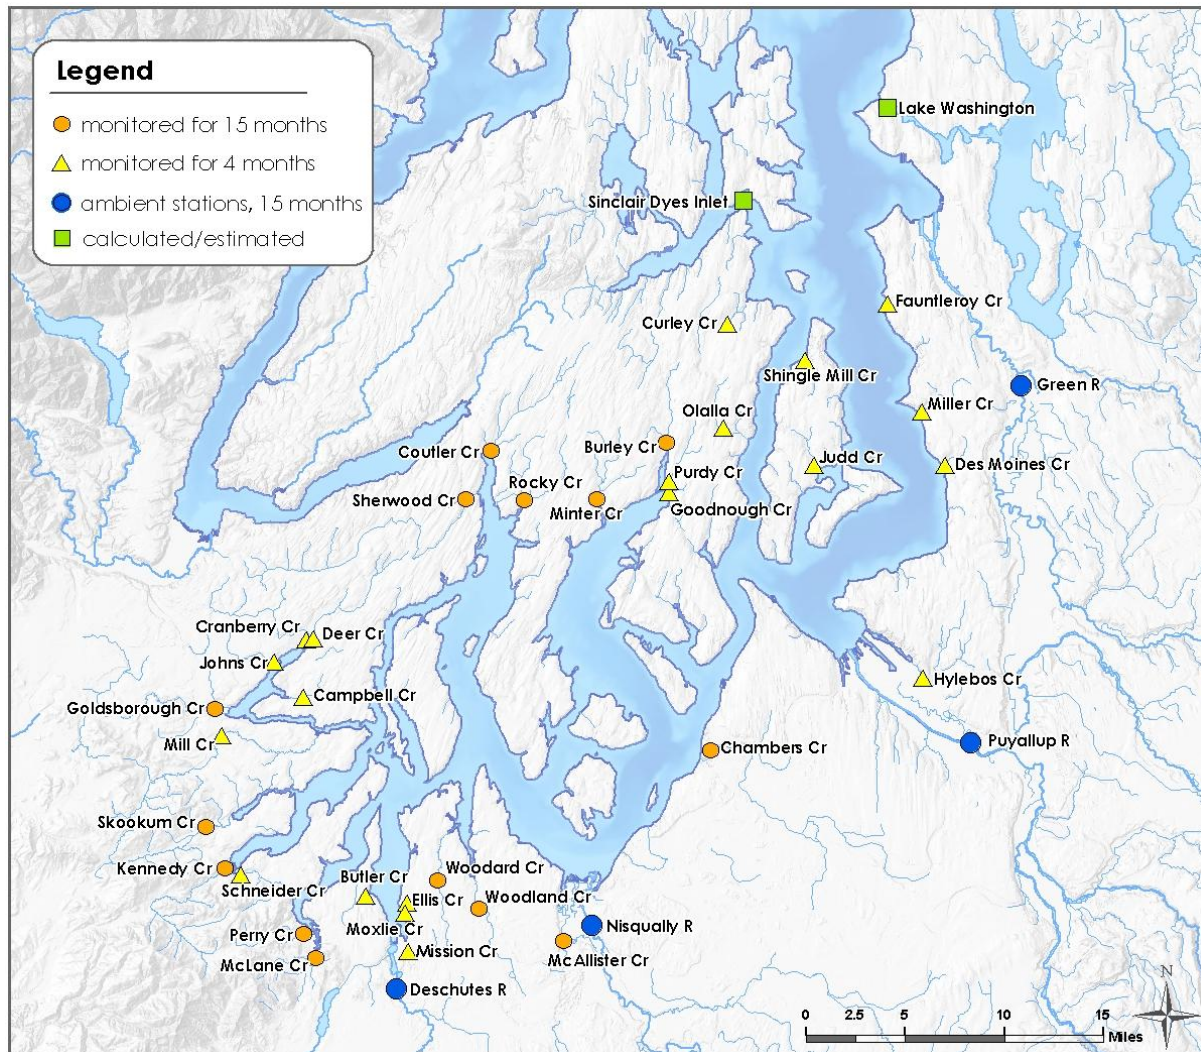 Legend
monitored for 15 months
monitored for 4 months
ambient stations, 15 months
calculated/estimated
Lake Washington
Sinclair Dyes Inlet
Fauntleroy Cr
Curley Cr
Shingle Mill Cr
Green R
Miller Cr
Olalla Cr
Burley Cr
Coutler Cr
Judd Cr
Des Moines Cr
Purdy Cr
Rocky Cr
Sherwood Cr
Minter Cr
Goodnough Cr
Cranberry Cr
Deer Cr
Johns Cr
Hylebos Cr
Campbell Cr
Goldsborough Cr
Mill Cr
Puyallup R
Chambers Cr
Skookum Cr
Kennedy Cr
Woodard Cr
Butler Cr
Schneider Cr
Ellis Cr
Woodland Cr
Moxlie Cr
Nisqually R
Perry Cr
Mission Cr
McAllister Cr
McLane Cr
Deschutes R
N
0 2.5 5 10 15
Miles